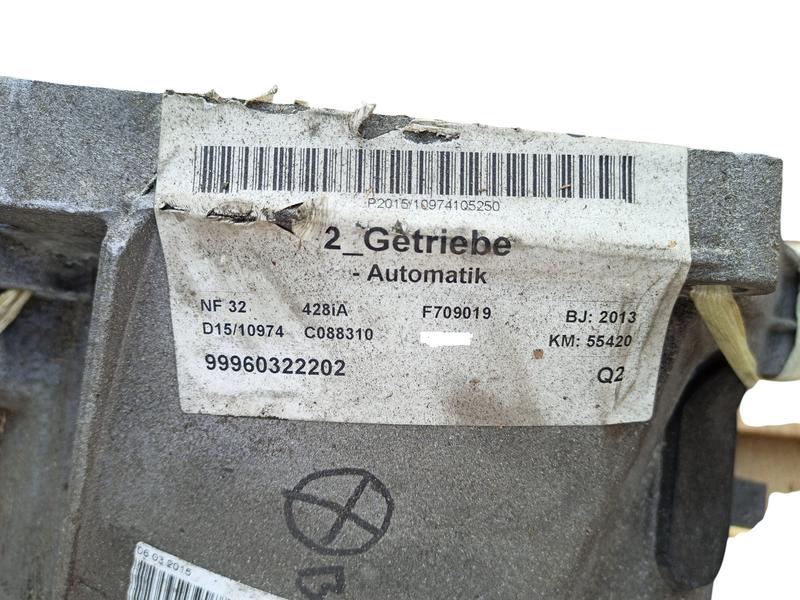 P2015/10974105250
2_Getriebe
- Automatik
NF 32 428iA F709019 BJ: 2013
D15/10974 C088310 KM: 55420
99960322202 Q2
06.03.2015